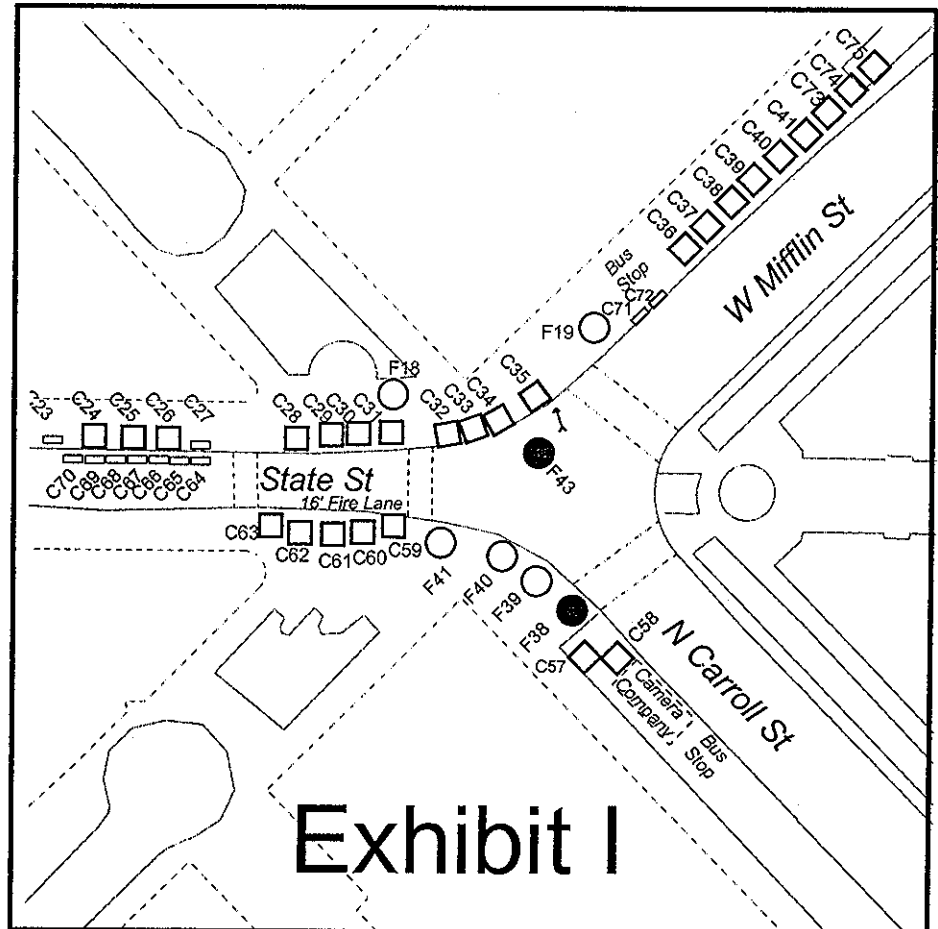 C75
C74
C73
C41
C40
C39
C38
C37
C36
Bus
Stop
C72
C71
F19
W Mifflin St
F18
C35
C34
C33
C32
C31
C30
C29
C28
C27
C26
C25
C24
C23
C70
C69
C68
C67
C66
C65
C64
State St
16' Fire Lane
F43
C63
C62
C61
C60
C59
F41
F40
F39
F38
C58
C57
Camera
Company
Bus
Stop
N Carroll St
Exhibit I